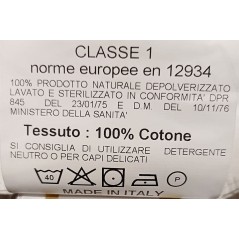 CLASSE 1
norme europee en 12934
100% PRODOTTO NATURALE DEPOLVERIZZATO
LAVATO E STERILIZZATO IN CONFORMITA' DPR
845 DEL 23/01/75 E D.M. DEL 10/11/76
MINISTERO DELLA SANITA'
Tessuto : 100% Cotone
SI CONSIGLIA DI UTILIZZARE DETERGENTE
NEUTRO O PER CAPI DELICATI
40 P
MADE IN ITALY